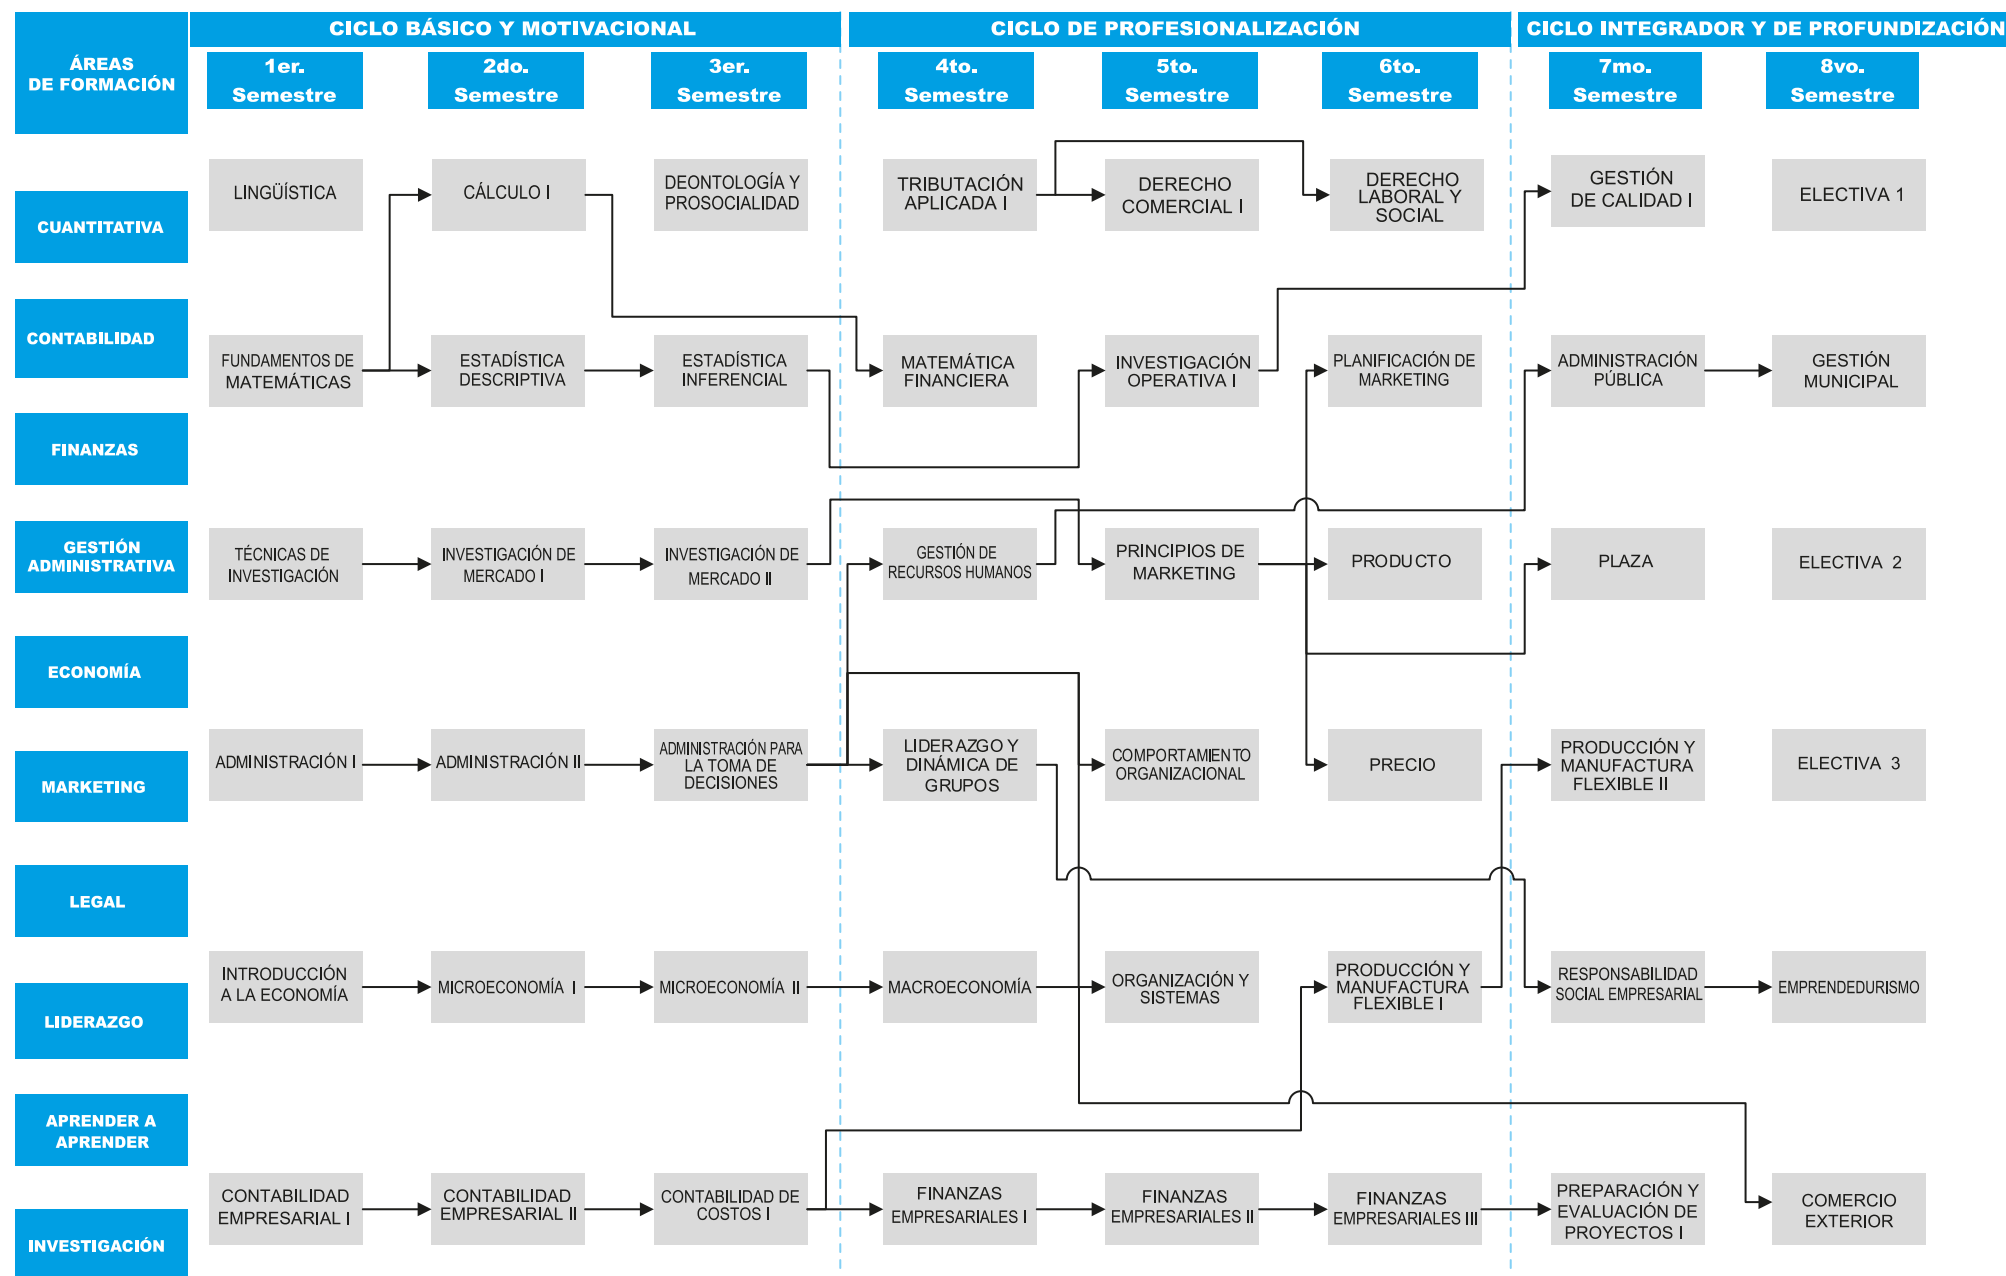 CICLO BÁSICO Y MOTIVACIONAL
CICLO DE PROFESIONALIZACIÓN
CICLO INTEGRADOR Y DE PROFUNDIZACIÓN
ÁREAS
DE FORMACIÓN
1er.
Semestre
2do.
Semestre
3er.
Semestre
4to.
Semestre
5to.
Semestre
6to.
Semestre
7mo.
Semestre
8vo.
Semestre
CUANTITATIVA
CONTABILIDAD
FINANZAS
GESTIÓN
ADMINISTRATIVA
ECONOMÍA
MARKETING
LEGAL
LIDERAZGO
APRENDER A
APRENDER
INVESTIGACIÓN
LINGÜÍSTICA
CÁLCULO I
DEONTOLOGÍA Y
PROSOCIALIDAD
TRIBUTACIÓN
APLICADA I
DERECHO
COMERCIAL I
DERECHO
LABORAL Y
SOCIAL
GESTIÓN
DE CALIDAD I
ELECTIVA 1
FUNDAMENTOS DE
MATEMÁTICAS
ESTADÍSTICA
DESCRIPTIVA
ESTADÍSTICA
INFERENCIAL
MATEMÁTICA
FINANCIERA
INVESTIGACIÓN
OPERATIVA I
PLANIFICACIÓN DE
MARKETING
ADMINISTRACIÓN
PÚBLICA
GESTIÓN
MUNICIPAL
TÉCNICAS DE
INVESTIGACIÓN
INVESTIGACIÓN DE
MERCADO I
INVESTIGACIÓN DE
MERCADO II
GESTIÓN DE
RECURSOS HUMANOS
PRINCIPIOS DE
MARKETING
PRODUCTO
PLAZA
ELECTIVA 2
ADMINISTRACIÓN I
ADMINISTRACIÓN II
ADMINISTRACIÓN PARA
LA TOMA DE
DECISIONES
LIDERAZGO Y
DINÁMICA DE
GRUPOS
COMPORTAMIENTO
ORGANIZACIONAL
PRECIO
PRODUCCIÓN Y
MANUFACTURA
FLEXIBLE II
ELECTIVA 3
INTRODUCCIÓN
A LA ECONOMÍA
MICROECONOMÍA I
MICROECONOMÍA II
MACROECONOMÍA
ORGANIZACIÓN Y
SISTEMAS
PRODUCCIÓN Y
MANUFACTURA
FLEXIBLE I
RESPONSABILIDAD
SOCIAL EMPRESARIAL
EMPRENDEDURISMO
CONTABILIDAD
EMPRESARIAL I
CONTABILIDAD
EMPRESARIAL II
CONTABILIDAD DE
COSTOS I
FINANZAS
EMPRESARIALES I
FINANZAS
EMPRESARIALES II
FINANZAS
EMPRESARIALES III
PREPARACIÓN Y
EVALUACIÓN DE
PROYECTOS I
COMERCIO
EXTERIOR